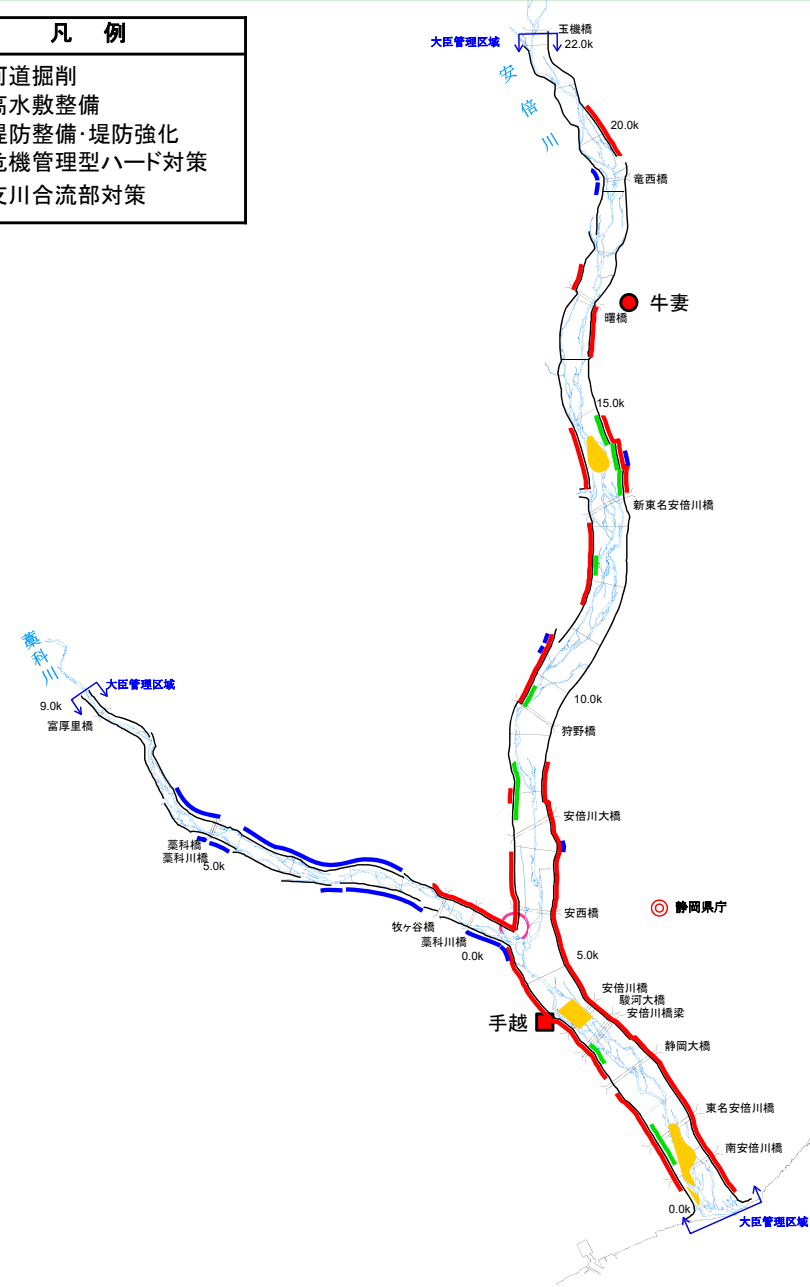 凡 例
河道掘削
高水敷整備
堤防整備・堤防強化
危機管理型ハード対策
支川合流部対策
玉機橋
大臣管理区域
22.0k
安倍川
20.0k
竜西橋
牛妻
曙橋
15.0k
新東名安倍川橋
藁科川
大臣管理区域
9.0k
富厚里橋
10.0k
狩野橋
安倍川大橋
藁科橋
藁科川橋
5.0k
静岡県庁
安西橋
牧ヶ谷橋
藁科川橋
0.0k
5.0k
安倍川橋
駿河大橋
安倍川橋梁
手越
静岡大橋
東名安倍川橋
南安倍川橋
0.0k
大臣管理区域